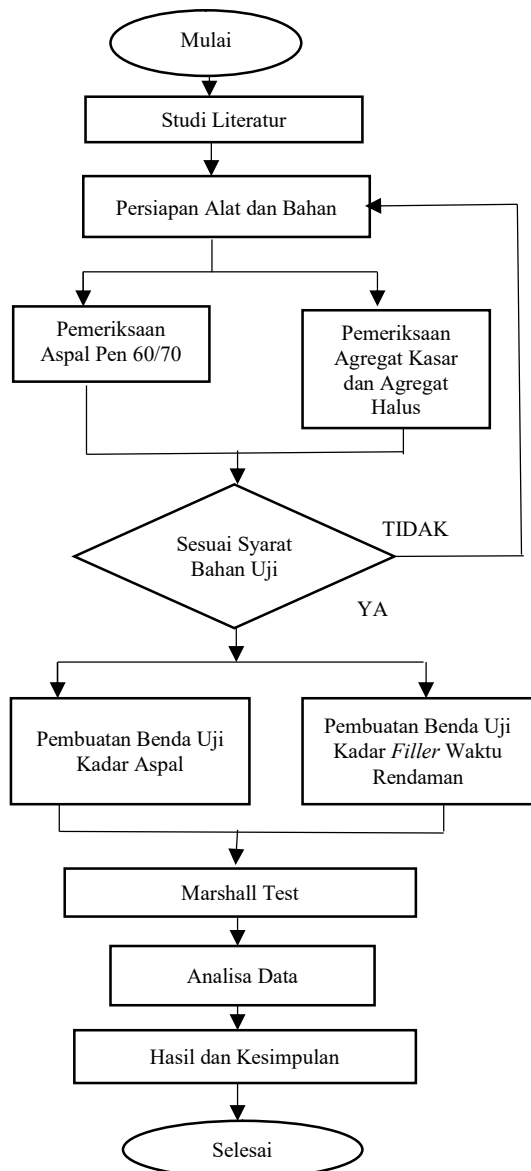 Mulai
Studi Literatur
Persiapan Alat dan Bahan
Pemeriksaan
Aspal Pen 60/70
Pemeriksaan
Agregat Kasar
dan Agregat
Halus
Sesuai Syarat
Bahan Uji
TIDAK
YA
Pembuatan Benda Uji
Kadar Aspal
Pembuatan Benda Uji
Kadar Filler Waktu
Rendaman
Marshall Test
Analisa Data
Hasil dan Kesimpulan
Selesai